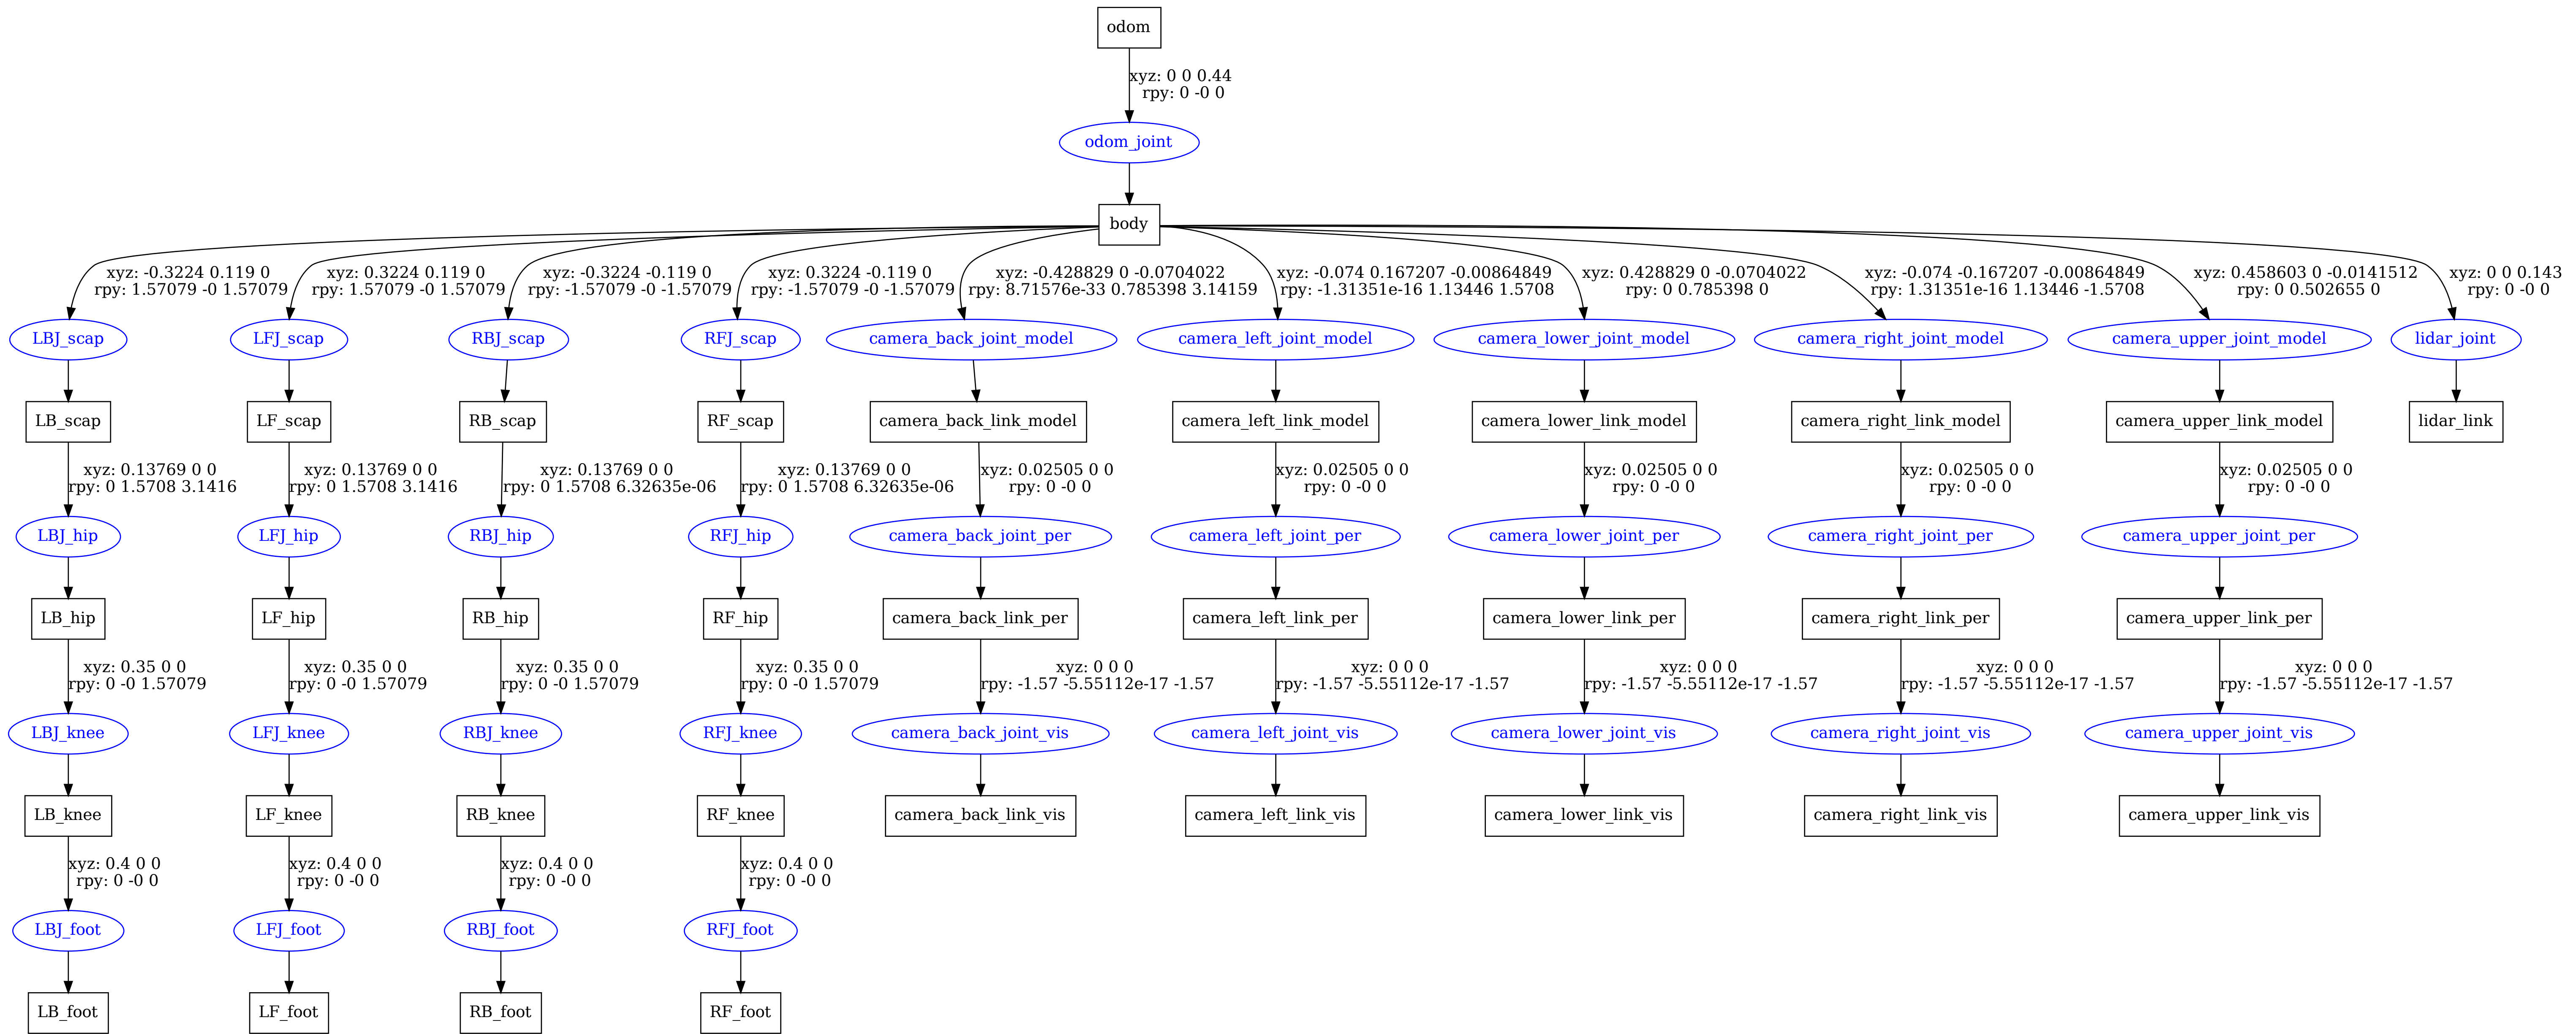 odom
xyz: 0 0 0.44
rpy: 0 -0 0
odom_joint
body
xyz: -0.3224 0.119 0
rpy: 1.57079 -0 1.57079
xyz: 0.3224 0.119 0
rpy: 1.57079 -0 1.57079
xyz: -0.3224 -0.119 0
rpy: -1.57079 -0 -1.57079
xyz: 0.3224 -0.119 0
rpy: -1.57079 -0 -1.57079
xyz: -0.428829 0 -0.0704022
rpy: 8.71576e-33 0.785398 3.14159
xyz: -0.074 0.167207 -0.00864849
rpy: -1.31351e-16 1.13446 1.5708
xyz: 0.428829 0 -0.0704022
rpy: 0 0.785398 0
xyz: -0.074 -0.167207 -0.00864849
rpy: 1.31351e-16 1.13446 -1.5708
xyz: 0.458603 0 -0.0141512
rpy: 0 0.502655 0
xyz: 0 0 0.143
rpy: 0 -0 0
LBJ_scap
LFJ_scap
RBJ_scap
RFJ_scap
camera_back_joint_model
camera_left_joint_model
camera_lower_joint_model
camera_right_joint_model
camera_upper_joint_model
lidar_joint
LB_scap
LF_scap
RB_scap
RF_scap
camera_back_link_model
camera_left_link_model
camera_lower_link_model
camera_right_link_model
camera_upper_link_model
lidar_link
xyz: 0.13769 0 0
rpy: 0 1.5708 3.1416
xyz: 0.13769 0 0
rpy: 0 1.5708 3.1416
xyz: 0.13769 0 0
rpy: 0 1.5708 6.32635e-06
xyz: 0.13769 0 0
rpy: 0 1.5708 6.32635e-06
xyz: 0.02505 0 0
rpy: 0 -0 0
xyz: 0.02505 0 0
rpy: 0 -0 0
xyz: 0.02505 0 0
rpy: 0 -0 0
xyz: 0.02505 0 0
rpy: 0 -0 0
xyz: 0.02505 0 0
rpy: 0 -0 0
LBJ_hip
LFJ_hip
RBJ_hip
RFJ_hip
camera_back_joint_per
camera_left_joint_per
camera_lower_joint_per
camera_right_joint_per
camera_upper_joint_per
LB_hip
LF_hip
RB_hip
RF_hip
camera_back_link_per
camera_left_link_per
camera_lower_link_per
camera_right_link_per
camera_upper_link_per
xyz: 0.35 0 0
rpy: 0 -0 1.57079
xyz: 0.35 0 0
rpy: 0 -0 1.57079
xyz: 0.35 0 0
rpy: 0 -0 1.57079
xyz: 0.35 0 0
rpy: 0 -0 1.57079
xyz: 0 0 0
rpy: -1.57 -5.55112e-17 -1.57
xyz: 0 0 0
rpy: -1.57 -5.55112e-17 -1.57
xyz: 0 0 0
rpy: -1.57 -5.55112e-17 -1.57
xyz: 0 0 0
rpy: -1.57 -5.55112e-17 -1.57
xyz: 0 0 0
rpy: -1.57 -5.55112e-17 -1.57
LBJ_knee
LFJ_knee
RBJ_knee
RFJ_knee
camera_back_joint_vis
camera_left_joint_vis
camera_lower_joint_vis
camera_right_joint_vis
camera_upper_joint_vis
LB_knee
LF_knee
RB_knee
RF_knee
camera_back_link_vis
camera_left_link_vis
camera_lower_link_vis
camera_right_link_vis
camera_upper_link_vis
xyz: 0.4 0 0
rpy: 0 -0 0
xyz: 0.4 0 0
rpy: 0 -0 0
xyz: 0.4 0 0
rpy: 0 -0 0
xyz: 0.4 0 0
rpy: 0 -0 0
LBJ_foot
LFJ_foot
RBJ_foot
RFJ_foot
LB_foot
LF_foot
RB_foot
RF_foot